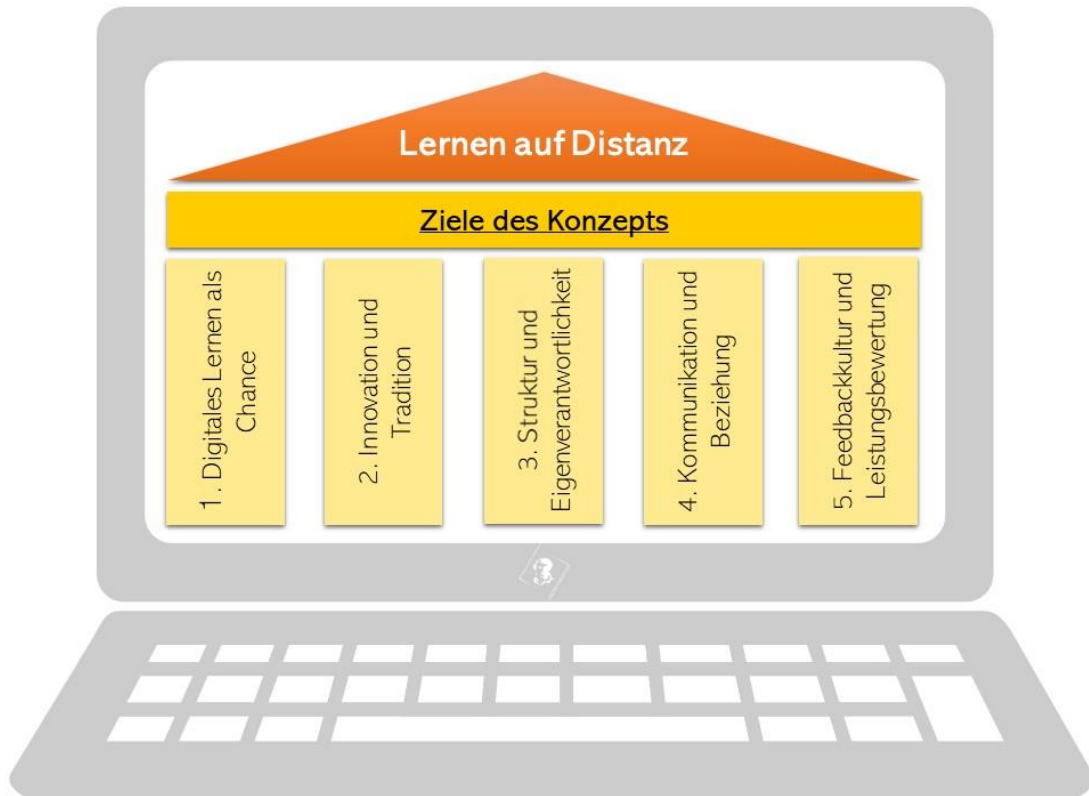 Lernen auf Distanz
Ziele des Konzepts
1. Digitales Lernen als
Chance
2. Innovation und
Tradition
3. Struktur und
Eigenverantwortlichkeit
4. Kommunikation und
Beziehung
5. Feedbackkultur und
Leistungsbewertung